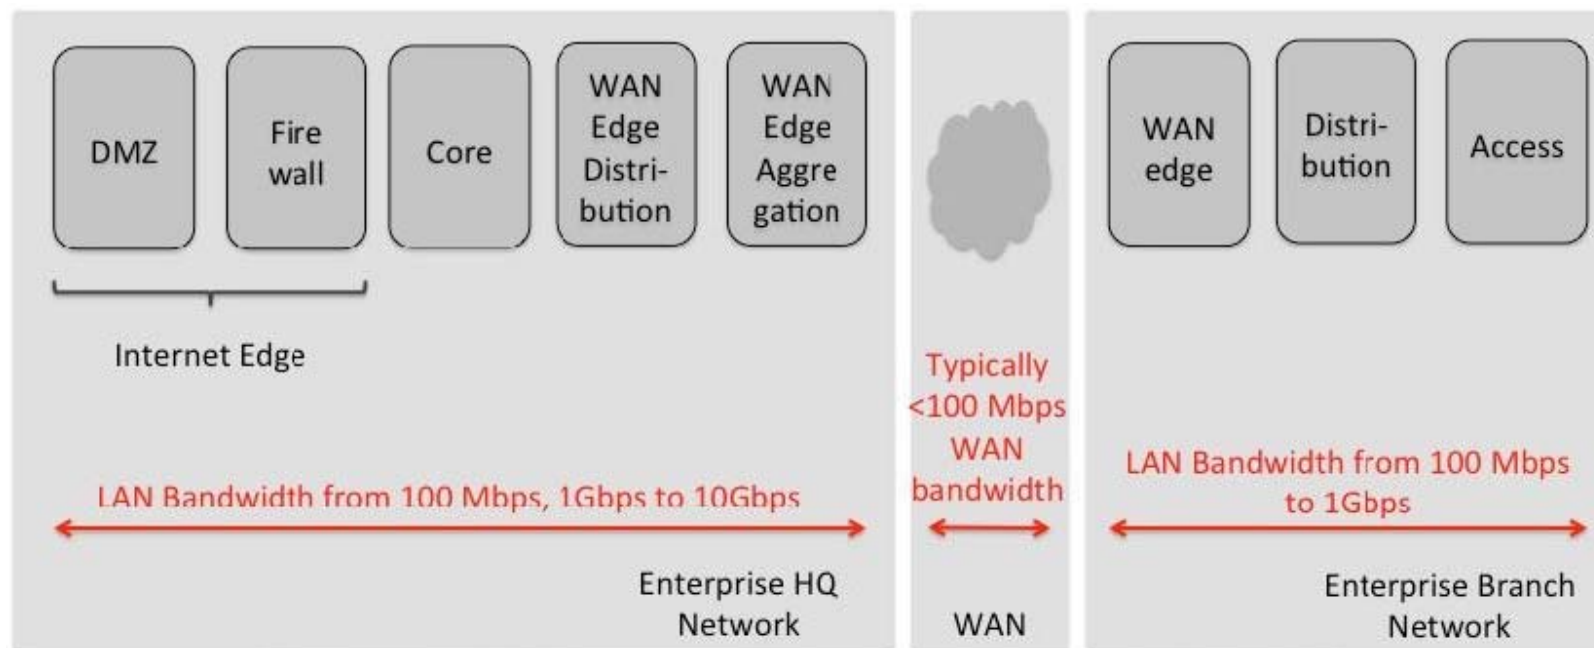 DMZ
Fire
wall
Core
WAN
Edge
Distri-
bution
WAN
Edge
Aggre
gation
WAN
edge
Distri-
bution
Access
Internet Edge
Typically
<100 Mbps
WAN
bandwidth
LAN Bandwidth from 100 Mbps, 1Gbps to 10Gbps
LAN Bandwidth from 100 Mbps
to 1Gbps
Enterprise HQ
Network
WAN
Enterprise Branch
Network